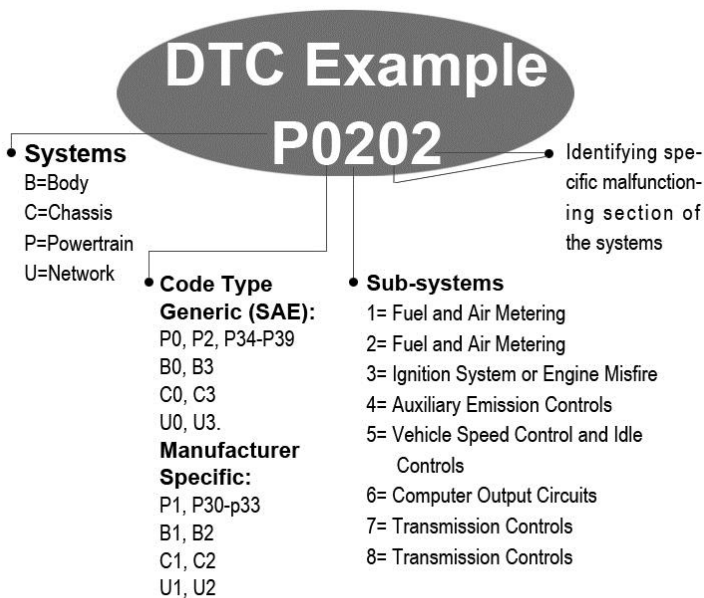 DTC Example
P0202
Systems
B=Body
C=Chassis
P=Powertrain
U=Network
Identifying spe-
cific malfunction-
ing section of
the systems
Code Type
Generic (SAE):
P0, P2, P34-P39
B0, B3
C0, C3
U0, U3.
Manufacturer
Specific:
P1, P30-p33
B1, B2
C1, C2
U1, U2
Sub-systems
1= Fuel and Air Metering
2= Fuel and Air Metering
3= Ignition System or Engine Misfire
4= Auxiliary Emission Controls
5= Vehicle Speed Control and Idle
Controls
6= Computer Output Circuits
7= Transmission Controls
8= Transmission Controls